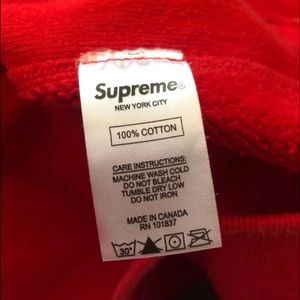 Supreme®
NEW YORK CITY
100% COTTON
CARE INSTRUCTIONS:
MACHINE WASH COLD
DO NOT BLEACH
TUMBLE DRY LOW
DO NOT IRON
MADE IN CANADA
RN 101837
30°